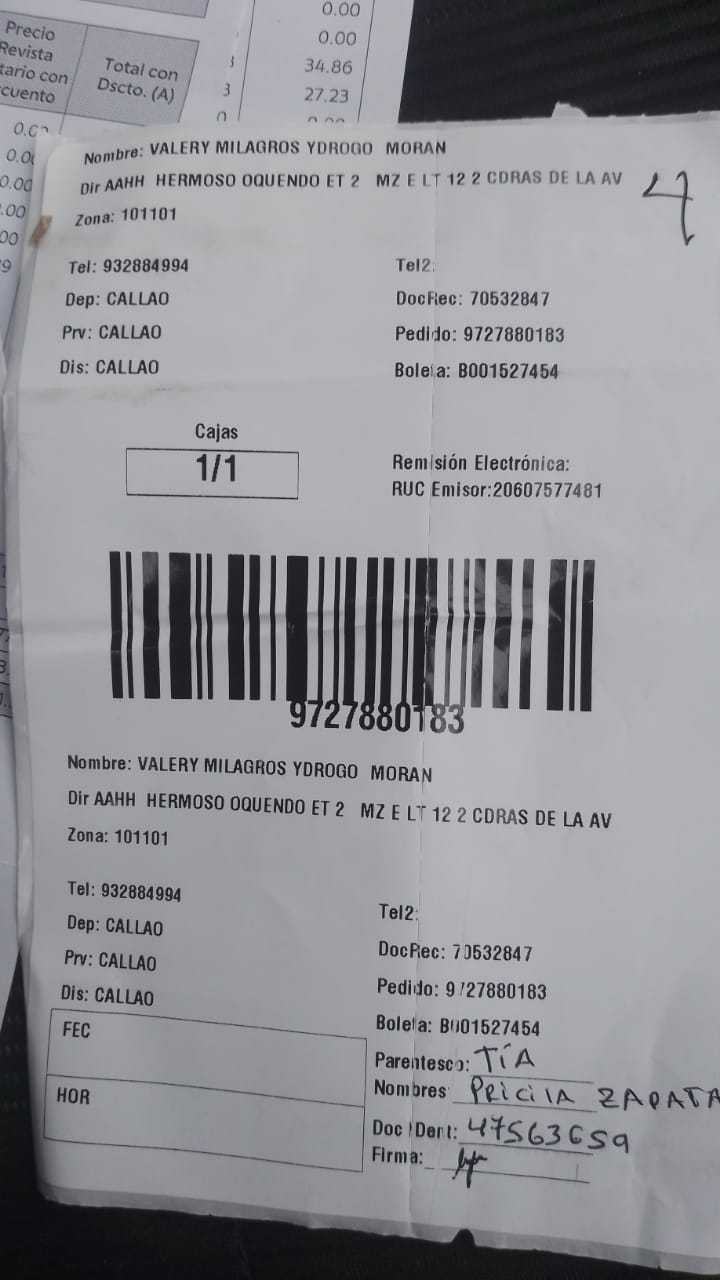 Precio
Revista
tario con
cuento
Total con
Dscto. (A)
0.00
0.00
34.86
27.23
Nombre: VALERY MILAGROS YDROGO MORAN
Dir AAHH HERMOSO OQUENDO ET 2 MZ E LT 12 2 CDRAS DE LA AV
4
Zona: 101101
Tel: 932884994
Tel2:
Dep: CALLAO
DocRec: 70532847
Prv: CALLAO
Pedido: 9727880183
Dis: CALLAO
Boleta: B001527454
Cajas
1/1
Remisión Electrónica:
RUC Emisor:20607577481
9727880183
Nombre: VALERY MILAGROS YDROGO MORAN
Dir AAHH HERMOSO OQUENDO ET 2 MZ E LT 12 2 CDRAS DE LA AV
Zona: 101101
Tel: 932884994
Tel2:
Dep: CALLAO
DocRec: 70532847
Prv: CALLAO
Pedido: 9727880183
Dis: CALLAO
Boleta: B001527454
FEC
Parentesco: TÍA
Nombres PRICIIA ZAPATA
HOR
Doc Ident: 47563659
Firma: